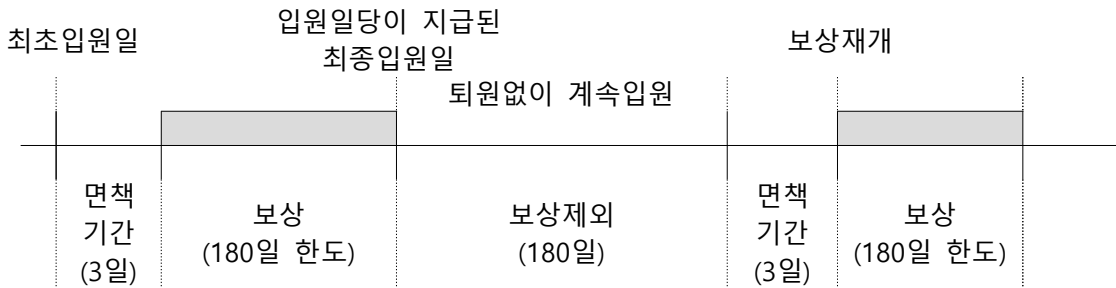 최초입원일
입원일당이 지급된
최종입원일
보상재개
퇴원없이 계속입원
면책
기간
(3일)
보상
(180일 한도)
보상제외
(180일)
면책
기간
(3일)
보상
(180일 한도)